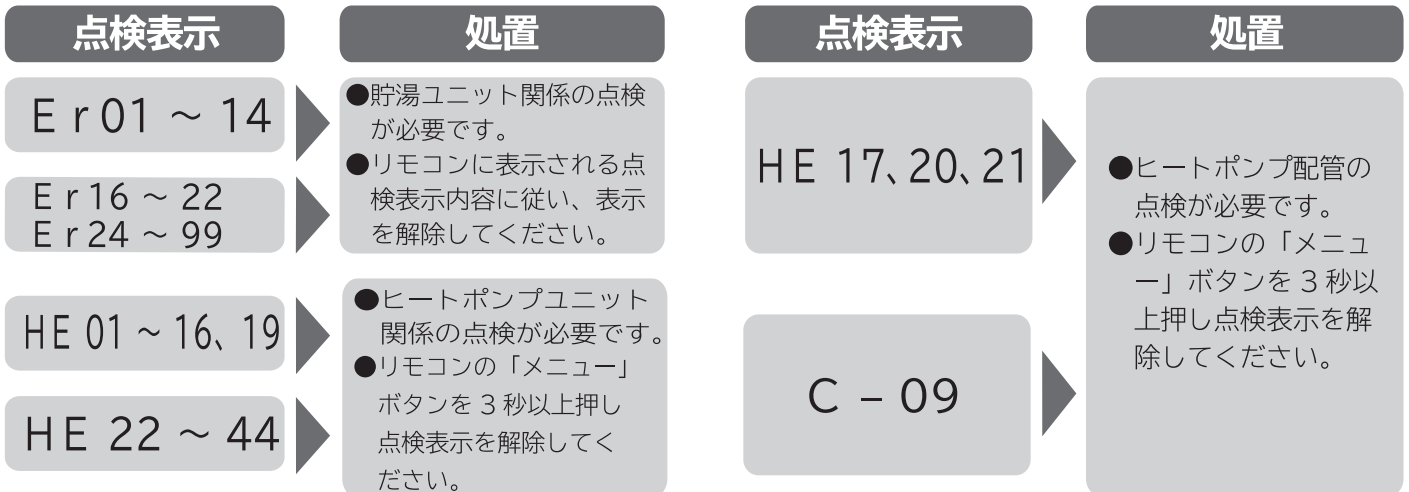 点検表示
処置
Er01 ~ 14
Er16 ~ 22
Er24 ~ 99
●貯湯ユニット関係の点検
が必要です。
●リモコンに表示される点
検表示内容に従い、表示
を解除してください。
HE 01 ~ 16、19
HE 22 ~ 44
●ヒートポンプユニット
関係の点検が必要です。
●リモコンの「メニュー」
ボタンを 3 秒以上押し
点検表示を解除してく
ださい。
点検表示
処置
HE 17、20、21
C – 09
●ヒートポンプ配管の
点検が必要です。
●リモコンの「メニュ
ー」ボタンを 3 秒以
上押し点検表示を解
除してください。